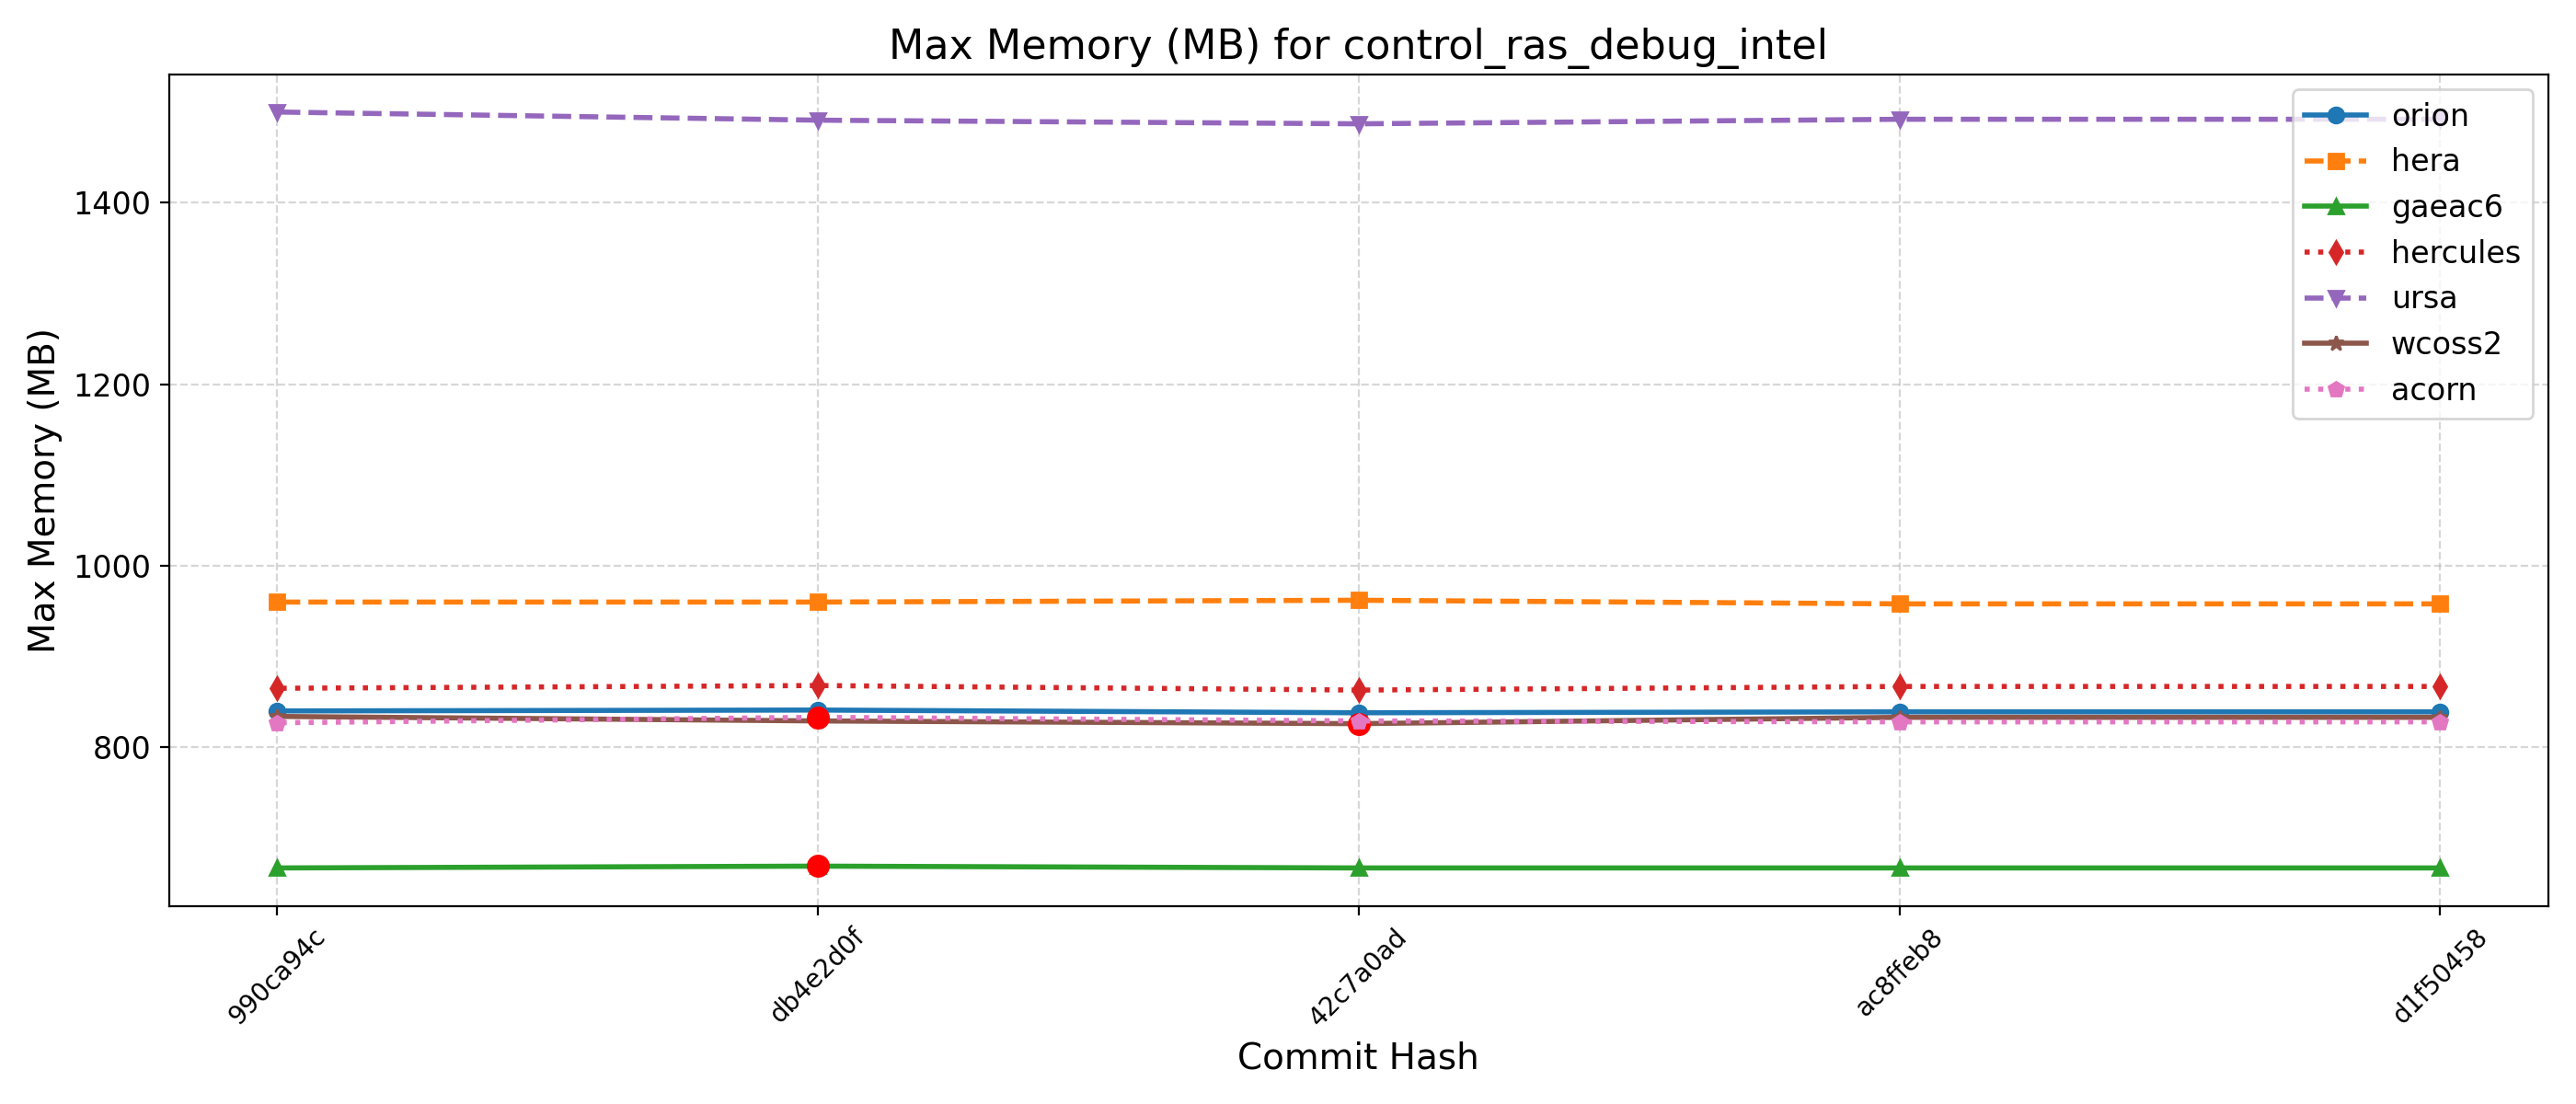 Max Memory (MB) for control_ras_debug_intel
Max Memory (MB)
1400
1200
1000
800
orion
hera
gaeac6
hercules
ursa
wcoss2
acorn
990ca94c
db4e2d0f
42c7a0ad
ac8ffeb8
d1f50458
Commit Hash